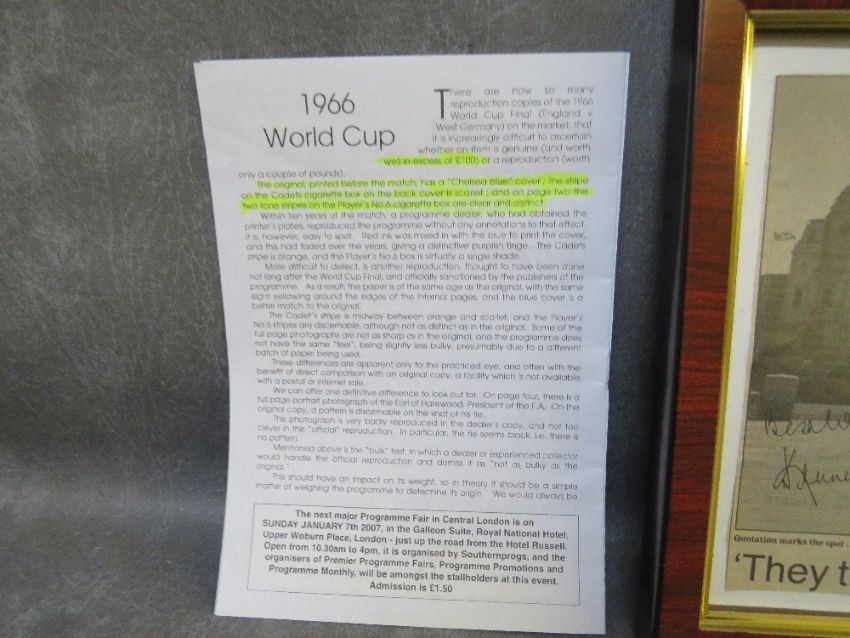 1966
World Cup
There are now so many
reproduction copies of the 1966
World Cup Final (England v
West Germany) on the market, that
it is increasingly difficult to ascertain
whether an item is genuine (and worth
well in excess of £100) or a reproduction (worth
only a couple of pounds).
The original, printed before the match, has a "Chelsea blue" cover ; the stripe
on the Cadets cigarette box on the back cover is scarlet ; and on page two the
two-tone stripes on the Player's No.6 cigarette box are clear and distinct.
Within ten years of the match, a programme dealer, who had obtained the
printer's plates, reproduced the programme without any annotations to that effect.
It is, however, easy to spot. Red ink was mixed in with the blue to print the cover,
and this had faded over the years, giving a distinctive purplish tinge. The Cadets
stripe is orange, and the Player's No.6 box is virtually a single shade.
More difficult to detect, is another reproduction, thought to have been done
not long after the World Cup Final, and officially sanctioned by the publishers of the
programme. As a result, the paper is of the same age as the original, with the same
slight yellowing around the edges of the internal pages, and the blue cover is a
better match to the original.
The Cadet's stripe is midway between orange and scarlet, and the Player's
No.6 stripes are discernable, although not as distinct as in the original. Some of the
full page photographs are not as sharp as in the original, and the programme does
not have the same "feel", being slightly less bulky, presumably due to a different
batch of paper being used.
These differences are apparent only to the practiced eye, and often with the
benefit of direct comparison with an original copy, a facility which is not available
with a postal or internet sale.
We can offer one definitive difference to look out for. On page four, there is a
full page portrait photograph of the Earl of Harewood, President of the F.A. On the
original copy, a pattern is discernable on the knot of his tie.
This photograph is very badly reproduced in the dealer's copy, and not too
clever in the "official" reproduction. In particular, the tie seems black, i.e. there is
no pattern.
Mentioned above is the "bulk" test, in which a dealer or experienced collector
would handle the official reproduction and dismiss it as "not as bulky as the
original."
This should have an impact on its weight, so in theory it should be a simple
matter of weighing the programme to determine its origin. We would always be
The next major Programme Fair in Central London is on
SUNDAY JANUARY 7th 2007, in the Galleon Suite, Royal National Hotel,
Upper Woburn Place, London - just up the road from the Hotel Russell.
Open from 10.30am to 4pm, it is organised by Southernprogs, and the
organisers of Premier Programme Fairs, Programme Promotions and
Programme Monthly, will be amongst the stallholders at this event.
Admission is £1.50
Quotation marks the spot .
'They t